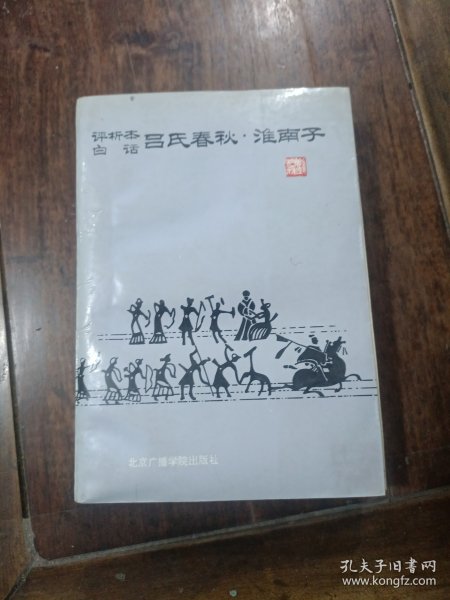 评析本
白话
吕氏春秋·淮南子
北京广播学院出版社
孔夫子旧书网
www.kongfz.com